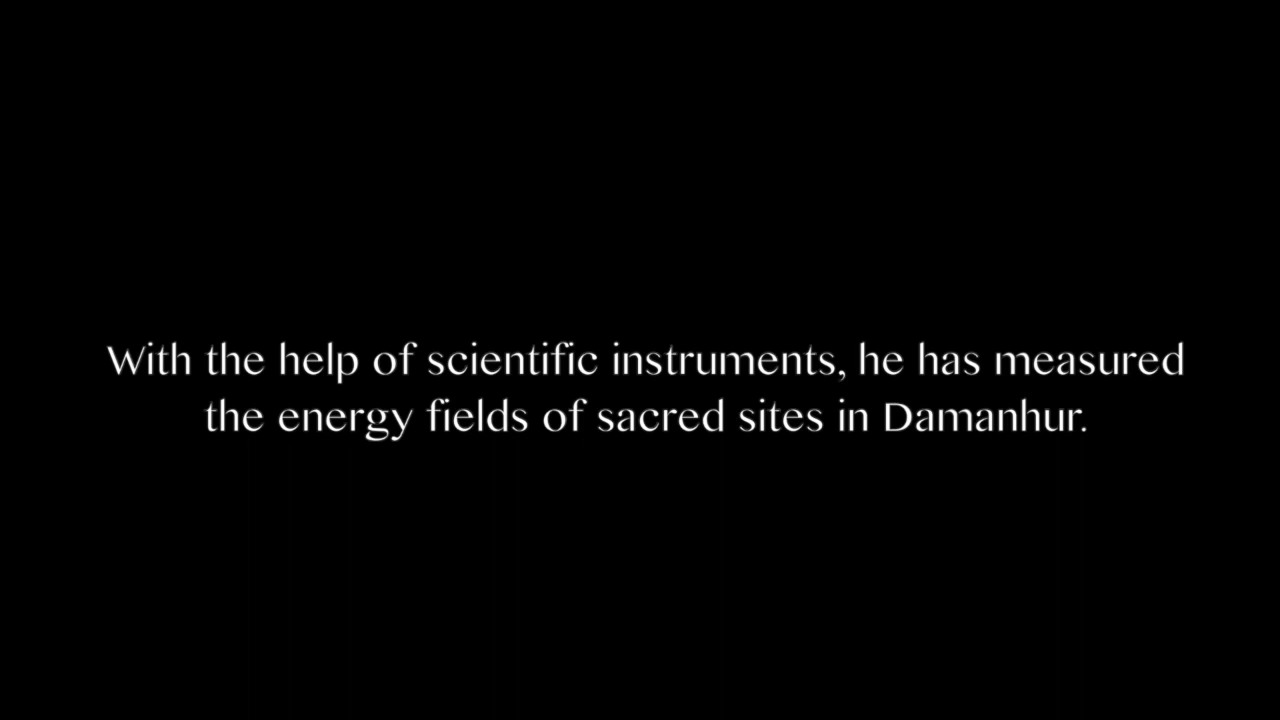 With the help of scientific instruments, he has measured
the energy fields of sacred sites in Damanhur.